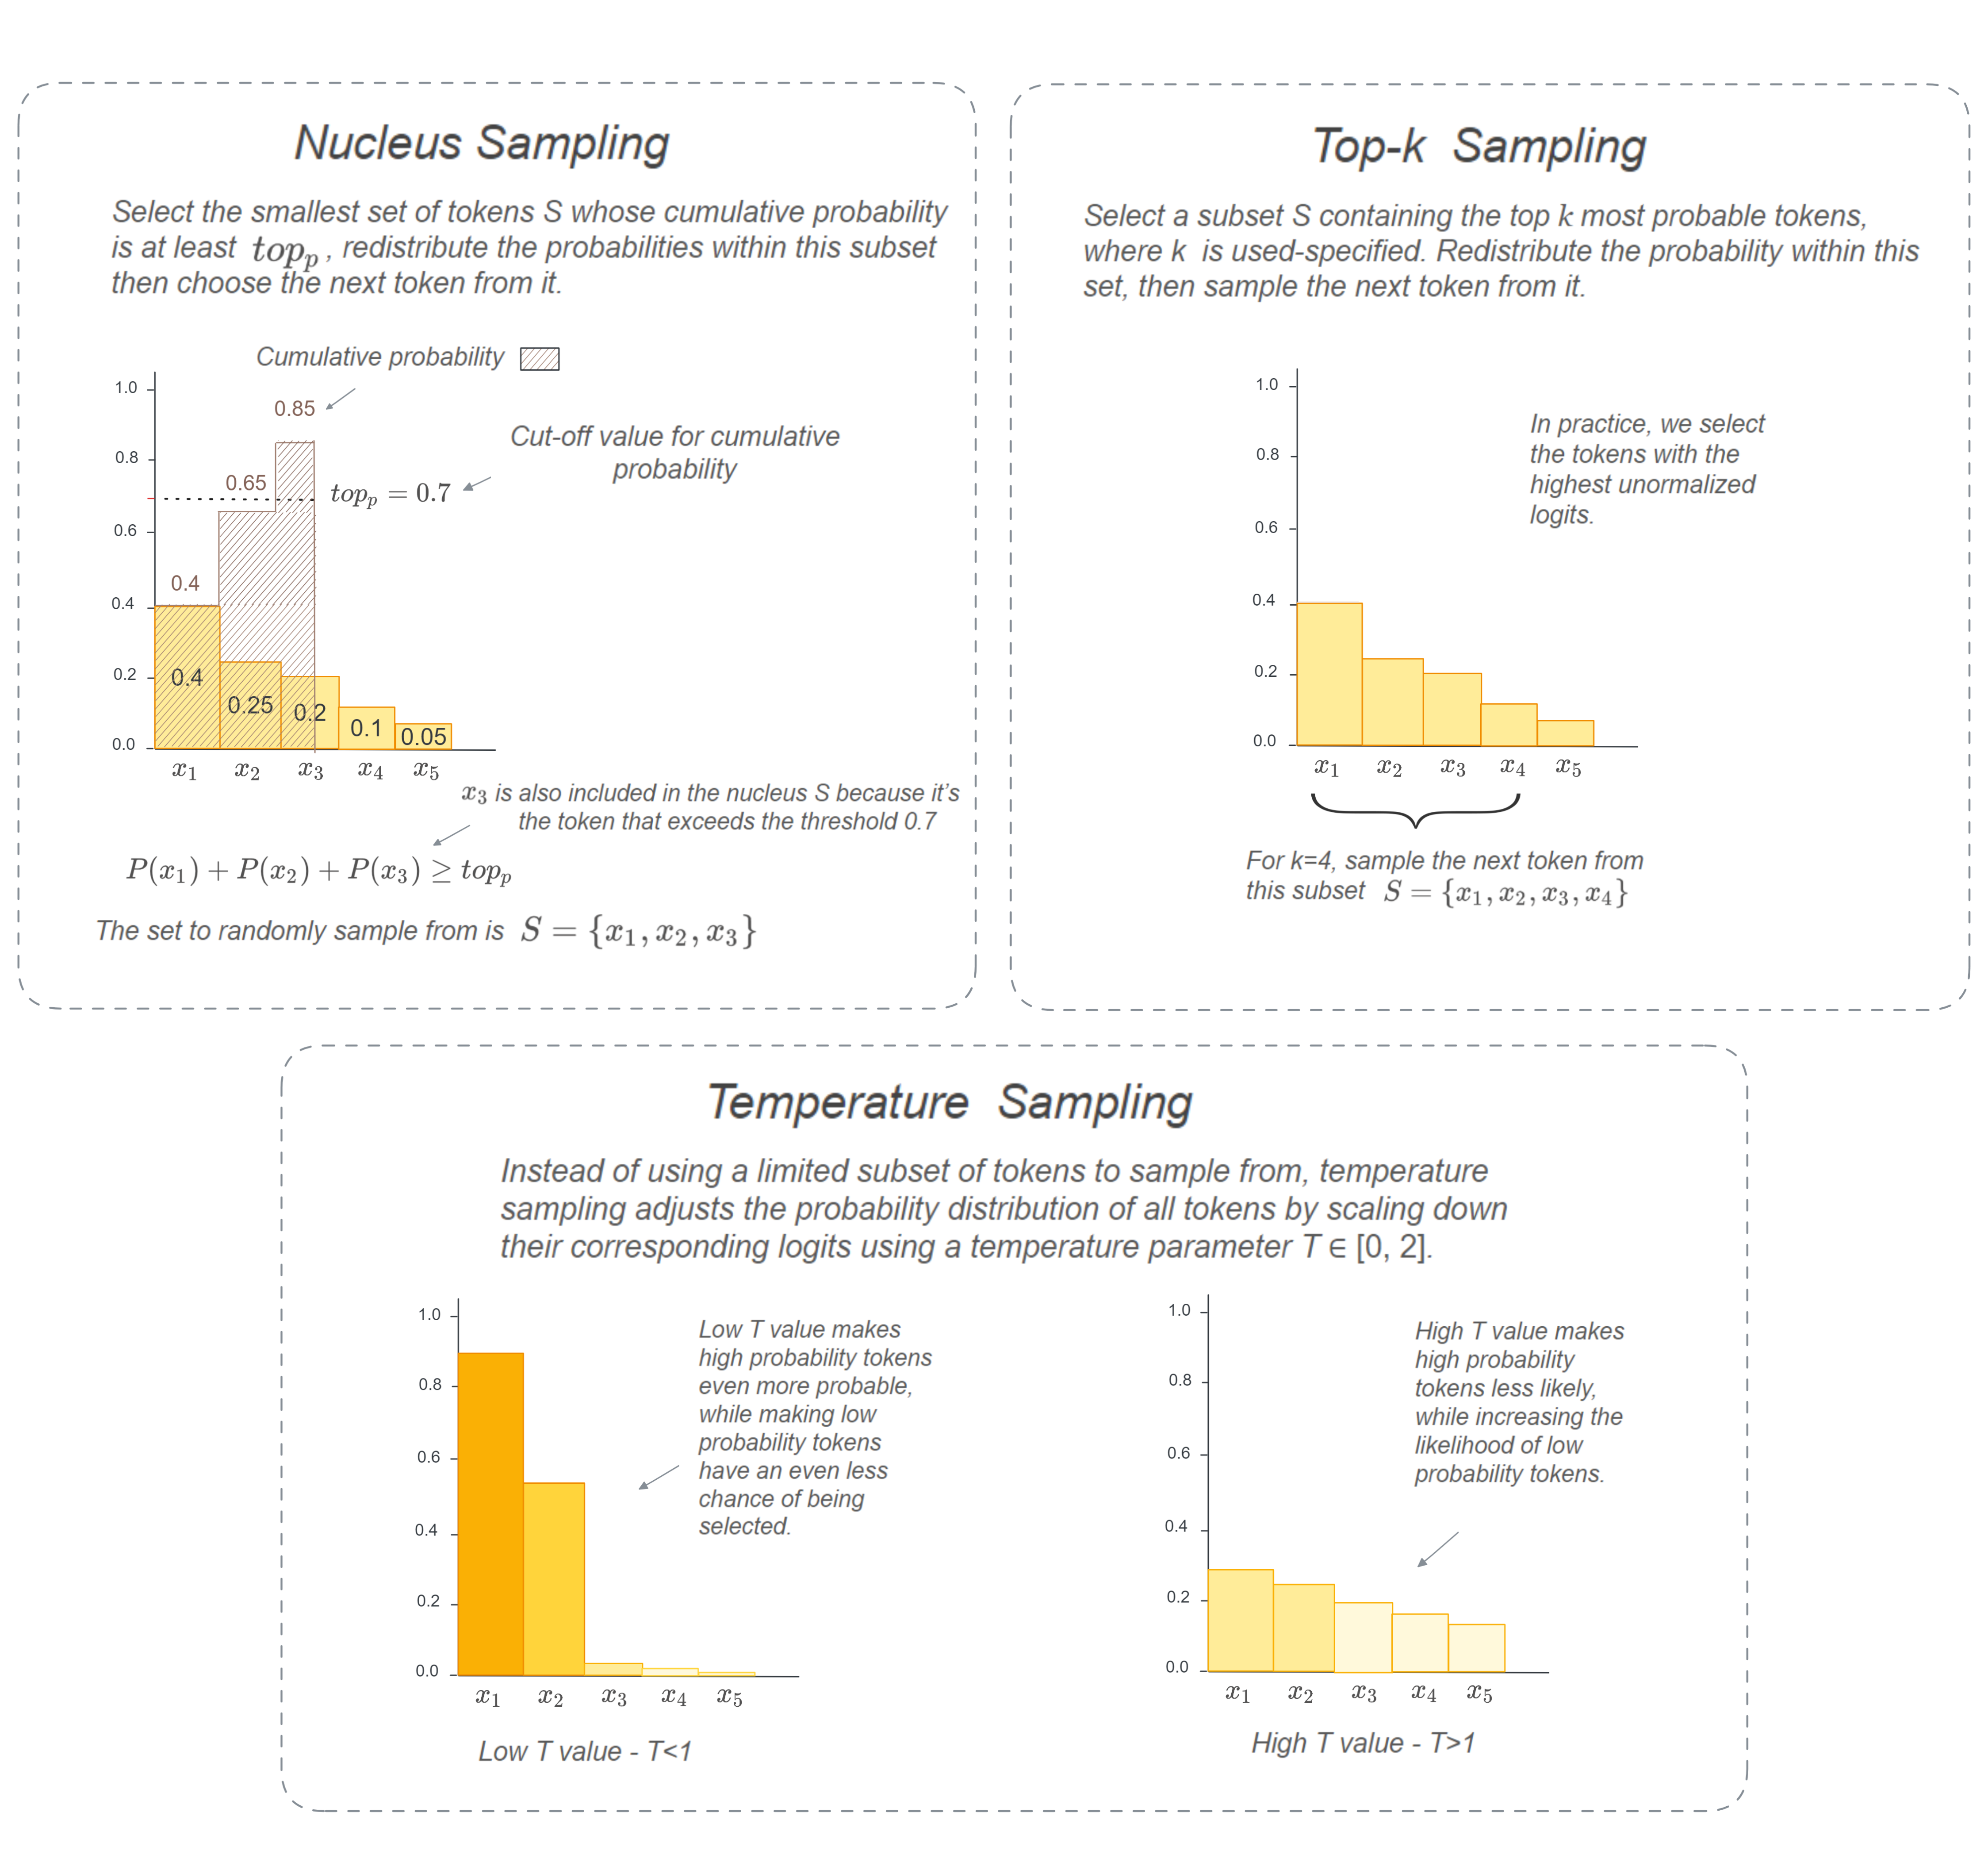 Nucleus Sampling
Select the smallest set of tokens S whose cumulative probability
is at least top_p, redistribute the probabilities within this subset
then choose the next token from it.
Cumulative probability
1.0
0.85
Cut-off value for cumulative
probability
0.8
0.65
top_p = 0.7
0.6
0.4
0.4
0.2
0.4
0.25
0.2
0.1
0.05
0.0
x₁ x₂ x₃ x₄ x₅
x₃ is also included in the nucleus S because it's
the token that exceeds the threshold 0.7
P(x₁) + P(x₂) + P(x₃) ≥ top_p
The set to randomly sample from is S = {x₁, x₂, x₃}
Top-k Sampling
Select a subset S containing the top k most probable tokens,
where k is used-specified. Redistribute the probability within this
set, then sample the next token from it.
1.0
0.8
0.6
0.4
0.2
0.0
In practice, we select
the tokens with the
highest unormalized
logits.
x₁ x₂ x₃ x₄ x₅
For k=4, sample the next token from
this subset S = {x₁, x₂, x₃, x₄}
Temperature Sampling
Instead of using a limited subset of tokens to sample from, temperature
sampling adjusts the probability distribution of all tokens by scaling down
their corresponding logits using a temperature parameter T ∈ [0, 2].
1.0
0.8
0.6
0.4
0.2
0.0
Low T value makes
high probability tokens
even more probable,
while making low
probability tokens
have an even less
chance of being
selected.
x₁ x₂ x₃ x₄ x₅
Low T value - T<1
1.0
0.8
0.6
0.4
0.2
0.0
High T value makes
high probability
tokens less likely,
while increasing the
likelihood of low
probability tokens.
x₁ x₂ x₃ x₄ x₅
High T value - T>1